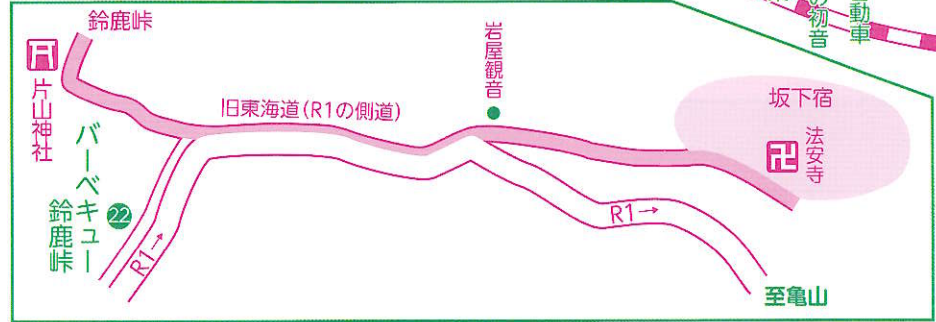 鈴鹿峠
片山神社
バーベキュー
鈴鹿峠
22
R1→
旧東海道(R1の側道)
岩屋観音
R1→
坂下宿
卍
法安寺
至亀山
の初音
動車